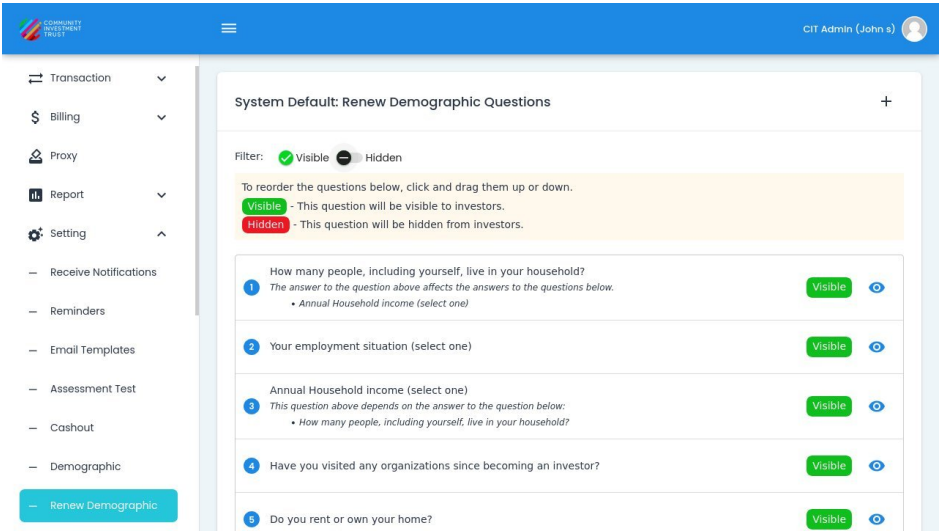 COMMUNITY
INVESTMENT
TRUST
CIT Admin (John s)
Transaction
Billing
Proxy
Report
Setting
Receive Notifications
Reminders
Email Templates
Assessment Test
Cashout
Demographic
Renew Demographic
System Default: Renew Demographic Questions
Filter: Visible Hidden
To reorder the questions below, click and drag them up or down.
Visible - This question will be visible to investors.
Hidden - This question will be hidden from investors.
How many people, including yourself, live in your household?
1 The answer to the question above affects the answers to the questions below. Visible
• Annual Household income (select one)
2 Your employment situation (select one) Visible
Annual Household income (select one)
3 This question above depends on the answer to the question below: Visible
• How many people, including yourself, live in your household?
4 Have you visited any organizations since becoming an investor? Visible
5 Do you rent or own your home? Visible